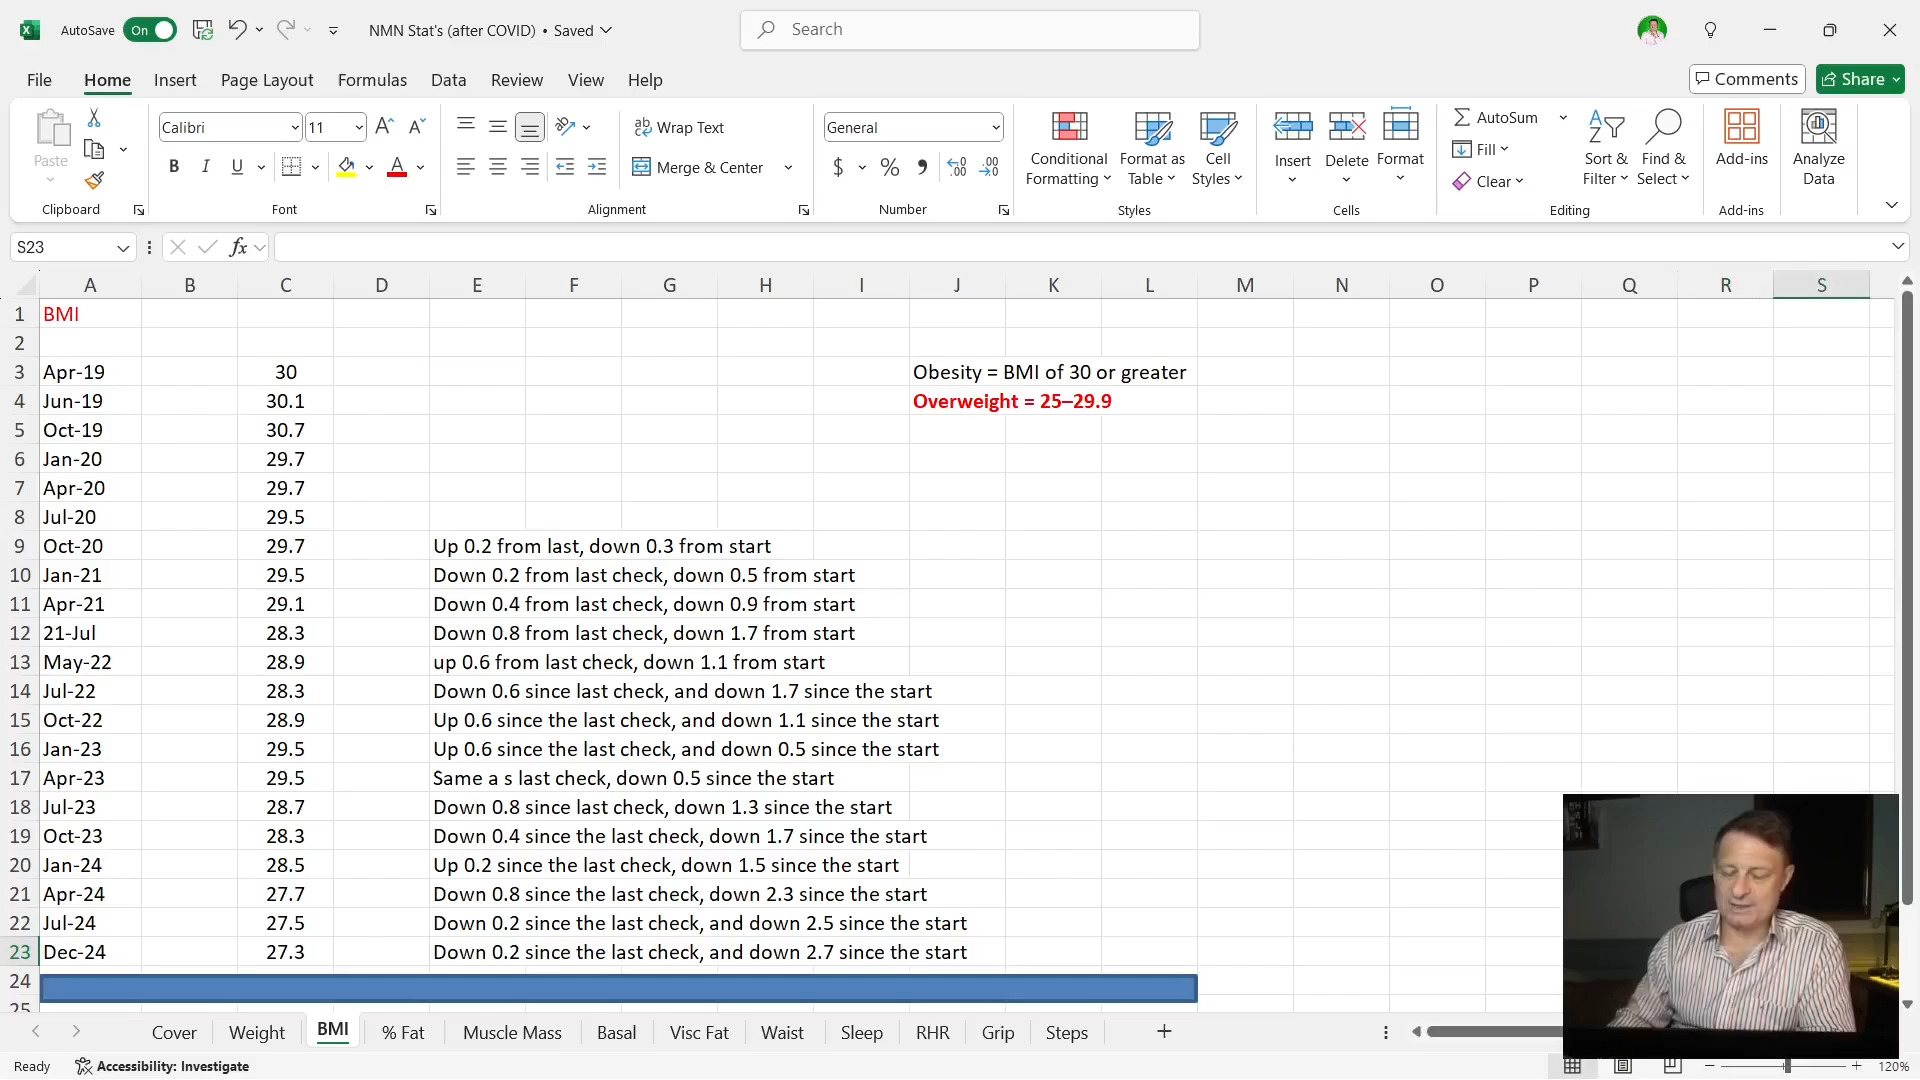 AutoSave On NMN Stat's (after COVID) • Saved Search
File Home Insert Page Layout Formulas Data Review View Help Comments Share
Calibri 11 Wrap Text General AutoSum
Paste Conditional Formatting Format as Table Cell Styles Insert Delete Format Fill Sort & Filter Find & Select Add-ins Analyze Data
B I U Merge & Center $ % Clear
Clipboard Font Alignment Number Styles Cells Editing Add-ins
S23 fx
A B C D E F G H I J K L M N O P Q R S
1 BMI
2
3 Apr-19 30 Obesity = BMI of 30 or greater
4 Jun-19 30.1 Overweight = 25–29.9
5 Oct-19 30.7
6 Jan-20 29.7
7 Apr-20 29.7
8 Jul-20 29.5
9 Oct-20 29.7 Up 0.2 from last, down 0.3 from start
10 Jan-21 29.5 Down 0.2 from last check, down 0.5 from start
11 Apr-21 29.1 Down 0.4 from last check, down 0.9 from start
12 21-Jul 28.3 Down 0.8 from last check, down 1.7 from start
13 May-22 28.9 up 0.6 from last check, down 1.1 from start
14 Jul-22 28.3 Down 0.6 since last check, and down 1.7 since the start
15 Oct-22 28.9 Up 0.6 since the last check, and down 1.1 since the start
16 Jan-23 29.5 Up 0.6 since the last check, and down 0.5 since the start
17 Apr-23 29.5 Same a s last check, down 0.5 since the start
18 Jul-23 28.7 Down 0.8 since last check, down 1.3 since the start
19 Oct-23 28.3 Down 0.4 since the last check, down 1.7 since the start
20 Jan-24 28.5 Up 0.2 since the last check, down 1.5 since the start
21 Apr-24 27.7 Down 0.8 since the last check, down 2.3 since the start
22 Jul-24 27.5 Down 0.2 since the last check, and down 2.5 since the start
23 Dec-24 27.3 Down 0.2 since the last check, and down 2.7 since the start
24
25
Cover Weight BMI % Fat Muscle Mass Basal Visc Fat Waist Sleep RHR Grip Steps
Ready Accessibility: Investigate 120%